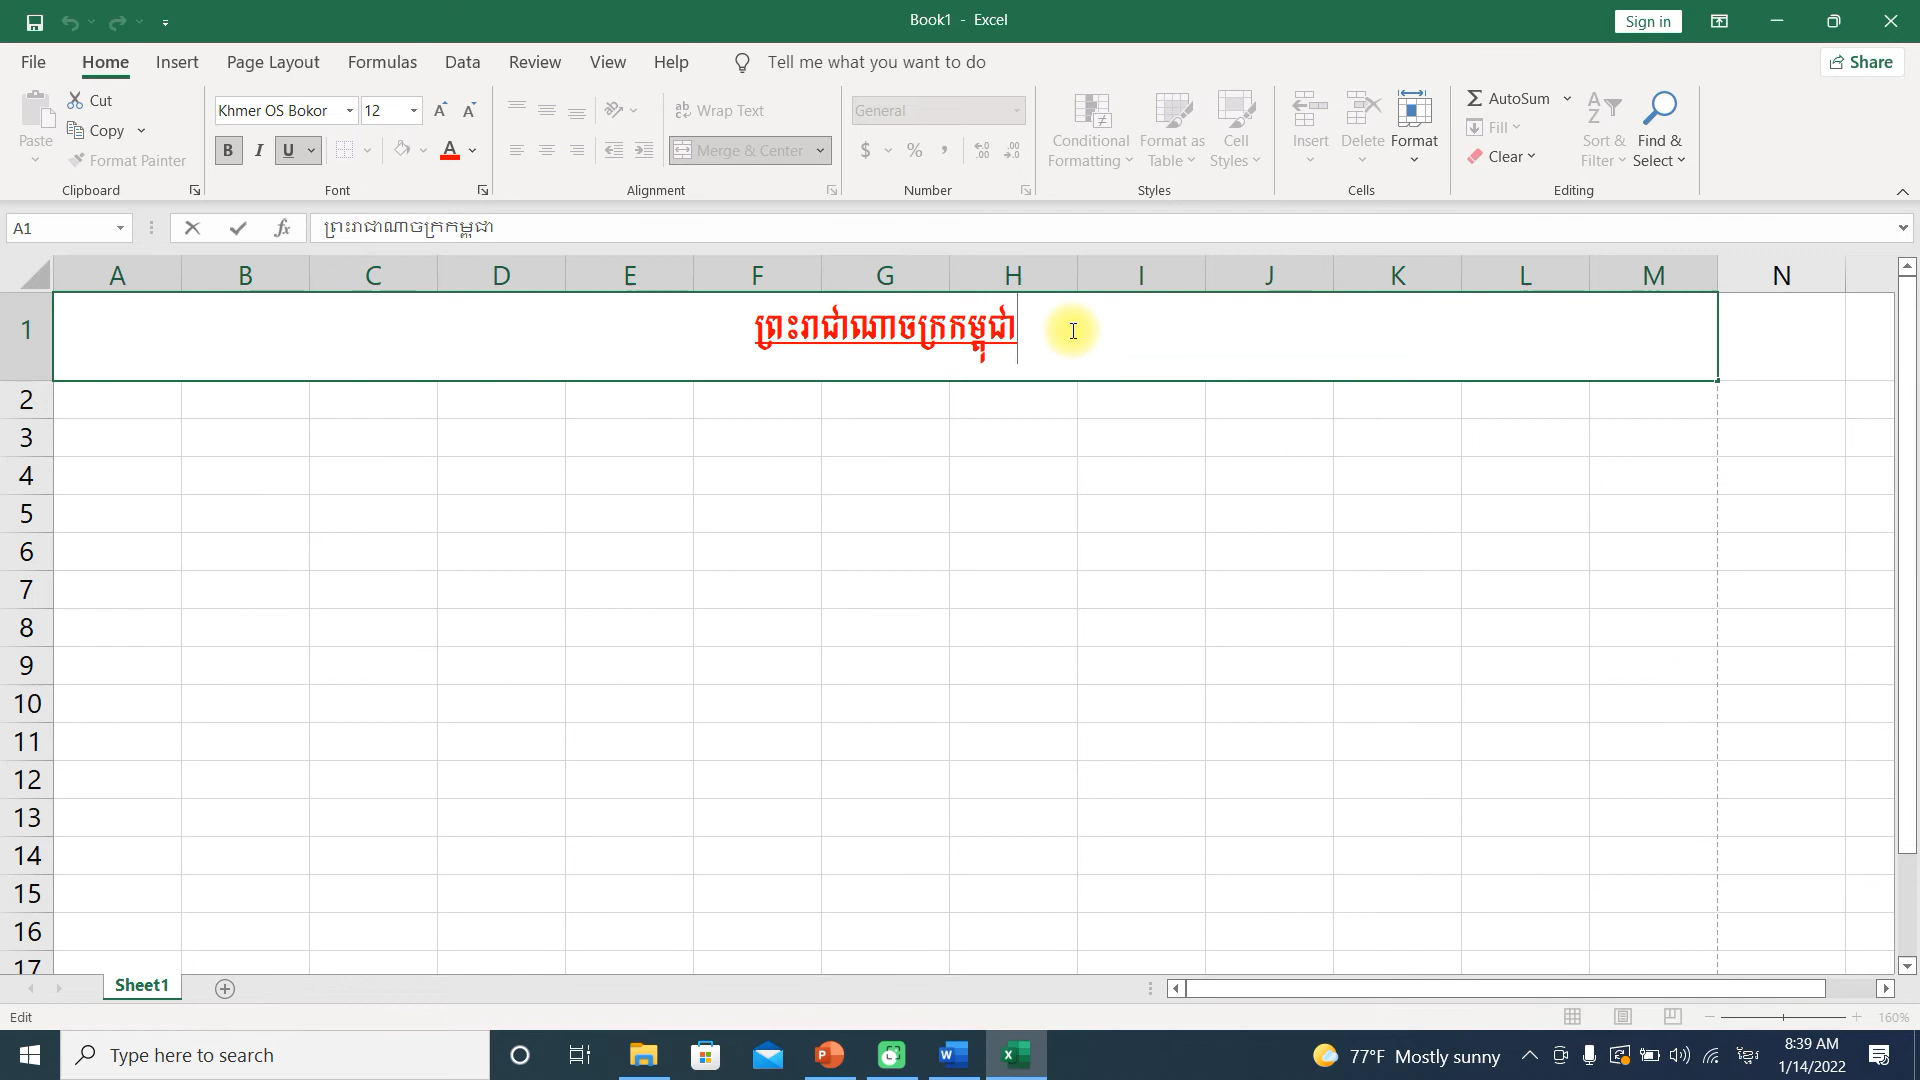 Book1 - Excel
Sign in
File Home Insert Page Layout Formulas Data Review View Help Tell me what you want to do
Share
Paste
Cut
Copy
Format Painter
Clipboard
Khmer OS Bokor 12
B I U
Font
Wrap Text
Merge & Center
Alignment
General
$ % ,
Number
Conditional Formatting
Format as Table
Cell Styles
Styles
Insert
Delete
Format
Cells
AutoSum
Fill
Clear
Sort & Filter
Find & Select
Editing
A1
fx
ព្រះរាជាណាចក្រកម្ពុជា
A B C D E F G H I J K L M N
1
ព្រះរាជាណាចក្រកម្ពុជា
2
3
4
5
6
7
8
9
10
11
12
13
14
15
16
17
Sheet1
Edit
160%
Type here to search
77°F Mostly sunny
ខ្មែរ
8:39 AM
1/14/2022